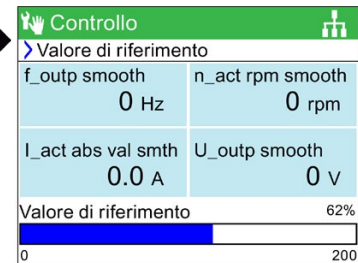 Controllo
Valore di riferimento
f_outp smooth
0 Hz
n_act rpm smooth
0 rpm
I_act abs val smth
0.0 A
U_outp smooth
0 V
Valore di riferimento 62%
0 200